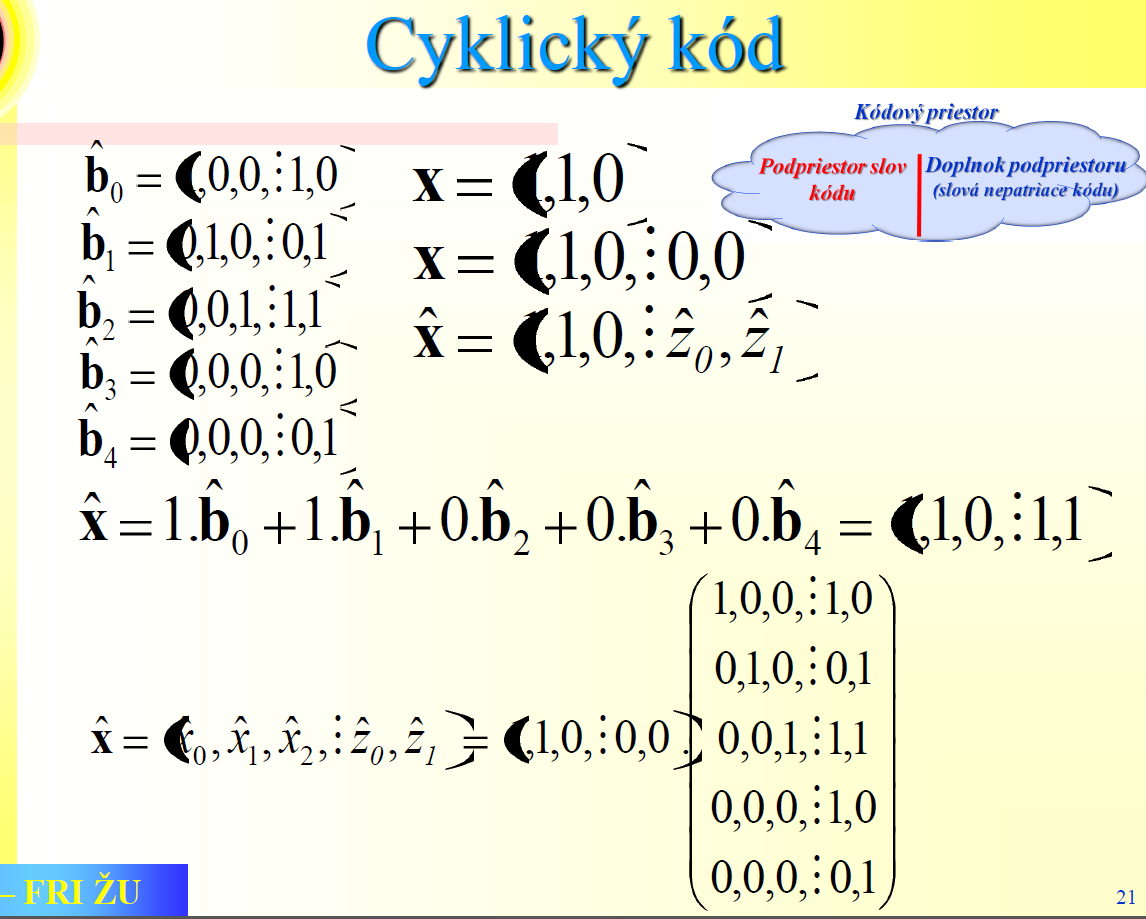 Cyklický kód
Kódový priestor
Podpriestor slov kódu
Doplnok podpriestoru
(slová nepatriace kódu)
b̂₀ = (1,0,0,⋮1,0)
b̂₁ = (0,1,0,⋮0,1)
b̂₂ = (0,0,1,⋮1,1)
b̂₃ = (0,0,0,⋮1,0)
b̂₄ = (0,0,0,⋮0,1)
x = (1,1,0)
x = (1,1,0,⋮0,0)
x̂ = (1,1,0,⋮ẑ₀,ẑ₁)
x̂ = 1.b̂₀ + 1.b̂₁ + 0.b̂₂ + 0.b̂₃ + 0.b̂₄ = (1,1,0,⋮1,1)
x̂ = (x̂₀, x̂₁, x̂₂,⋮ẑ₀, ẑ₁) = (1,1,0,⋮0,0).
1,0,0,⋮1,0
0,1,0,⋮0,1
0,0,1,⋮1,1
0,0,0,⋮1,0
0,0,0,⋮0,1
– FRI ŽU
21